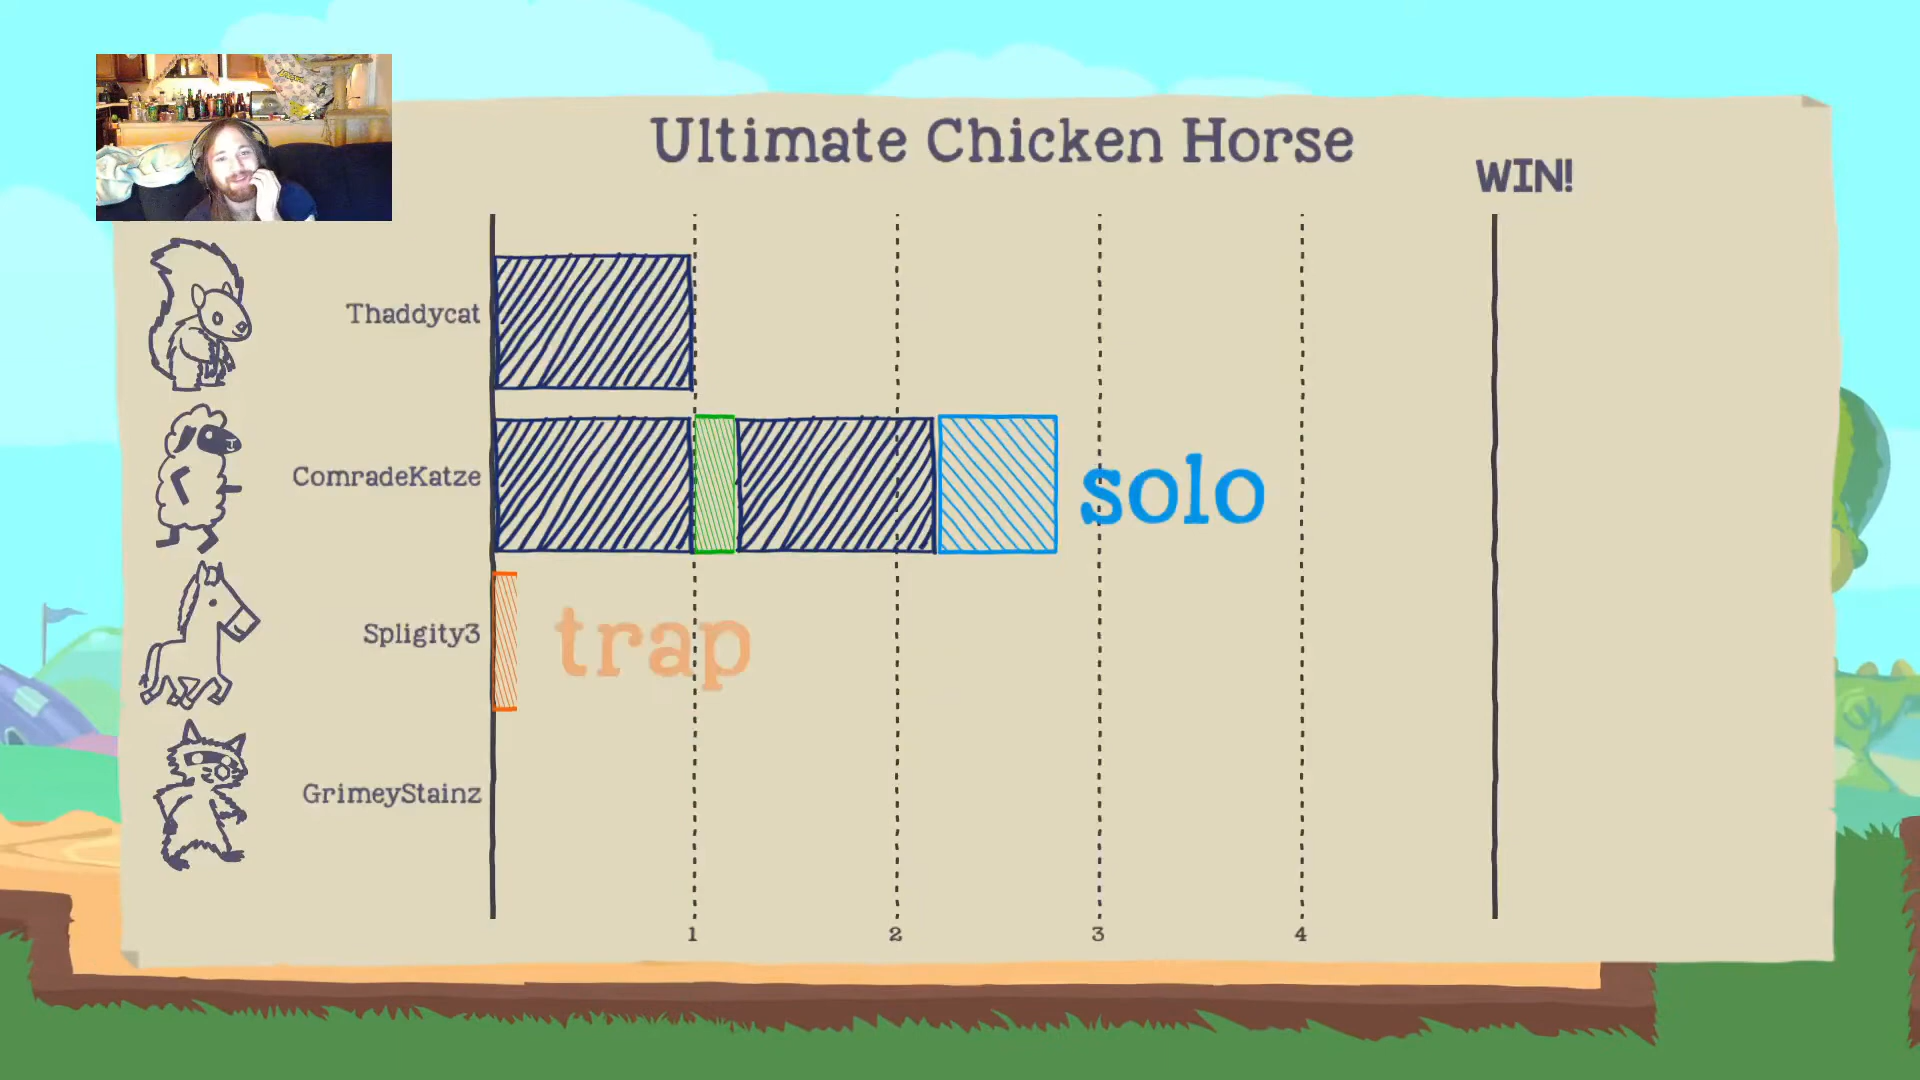 Ultimate Chicken Horse
WIN!
Thaddycat
ComradeKatze
solo
Spligity3
trap
GrimeyStainz
1 2 3 4